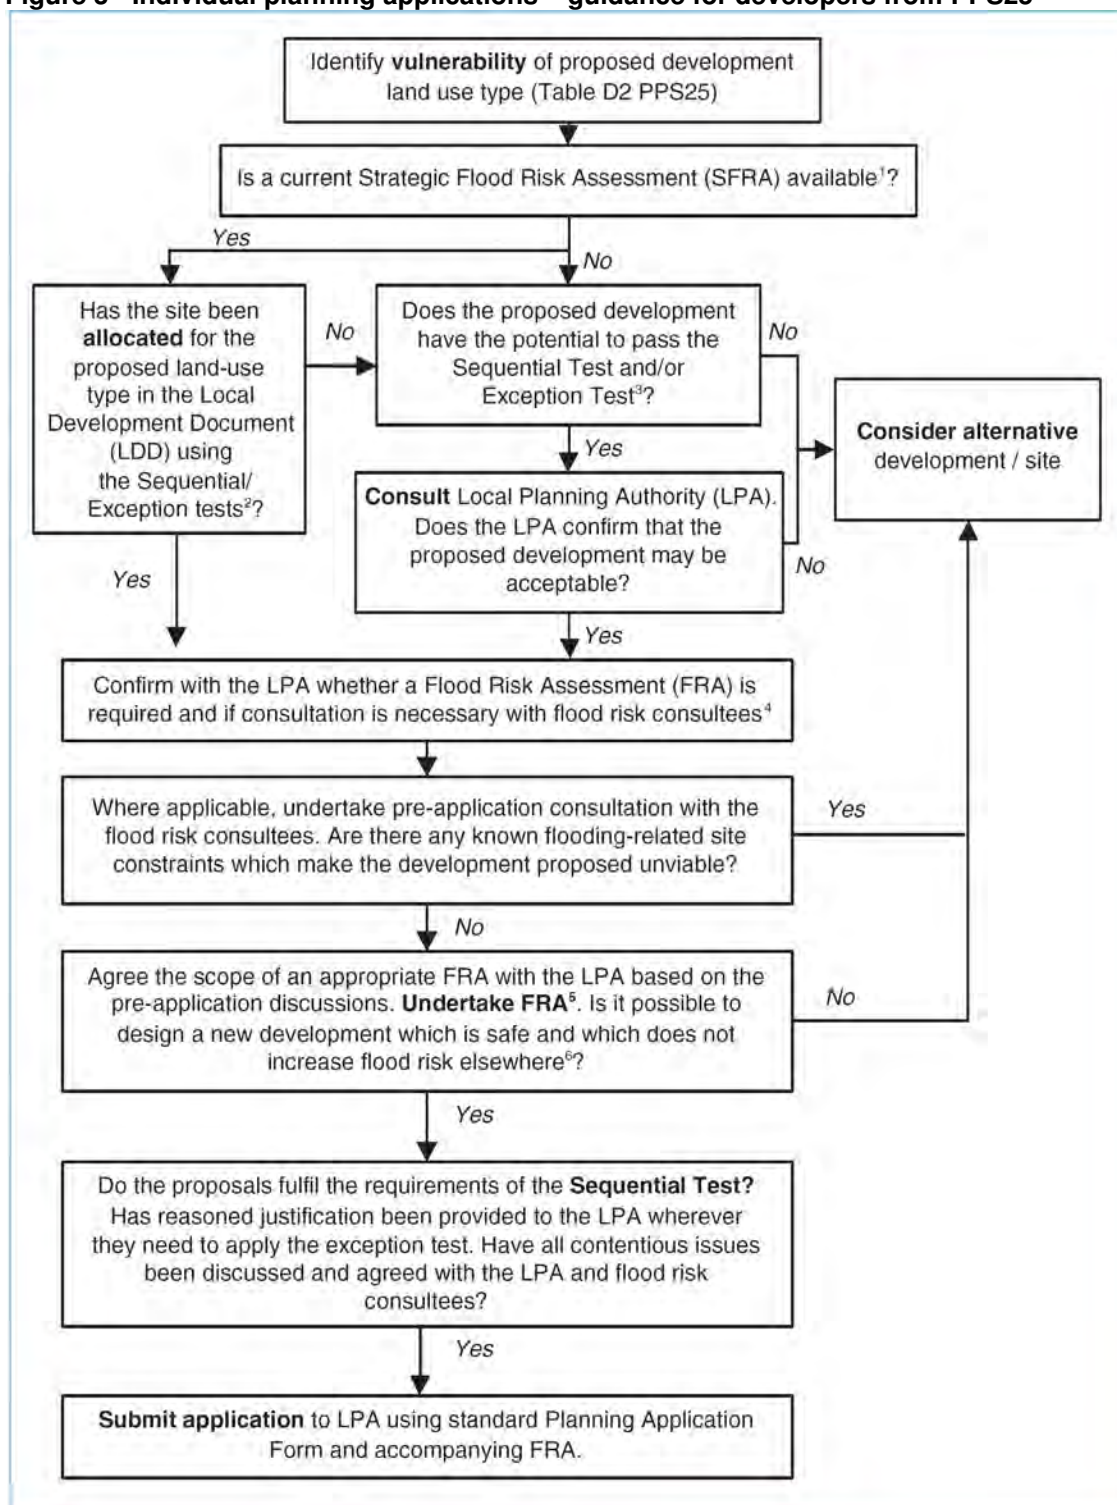 Figure 3 - Individual planning applications – guidance for developers from PPS25
Identify vulnerability of proposed development
land use type (Table D2 PPS25)
Is a current Strategic Flood Risk Assessment (SFRA) available¹?
Yes
No
Has the site been
allocated for the
proposed land-use
type in the Local
Development Document
(LDD) using
the Sequential/
Exception tests²?
No
Does the proposed development
have the potential to pass the
Sequential Test and/or
Exception Test³?
No
Consider alternative
development / site
Yes
Consult Local Planning Authority (LPA).
Does the LPA confirm that the
proposed development may be
acceptable?
No
Yes
Yes
Confirm with the LPA whether a Flood Risk Assessment (FRA) is
required and if consultation is necessary with flood risk consultees⁴
Where applicable, undertake pre-application consultation with the
flood risk consultees. Are there any known flooding-related site
constraints which make the development proposed unviable?
Yes
No
Agree the scope of an appropriate FRA with the LPA based on the
pre-application discussions. Undertake FRA⁵. Is it possible to
design a new development which is safe and which does not
increase flood risk elsewhere⁶?
No
Yes
Do the proposals fulfil the requirements of the Sequential Test?
Has reasoned justification been provided to the LPA wherever
they need to apply the exception test. Have all contentious issues
been discussed and agreed with the LPA and flood risk
consultees?
Yes
Submit application to LPA using standard Planning Application
Form and accompanying FRA.